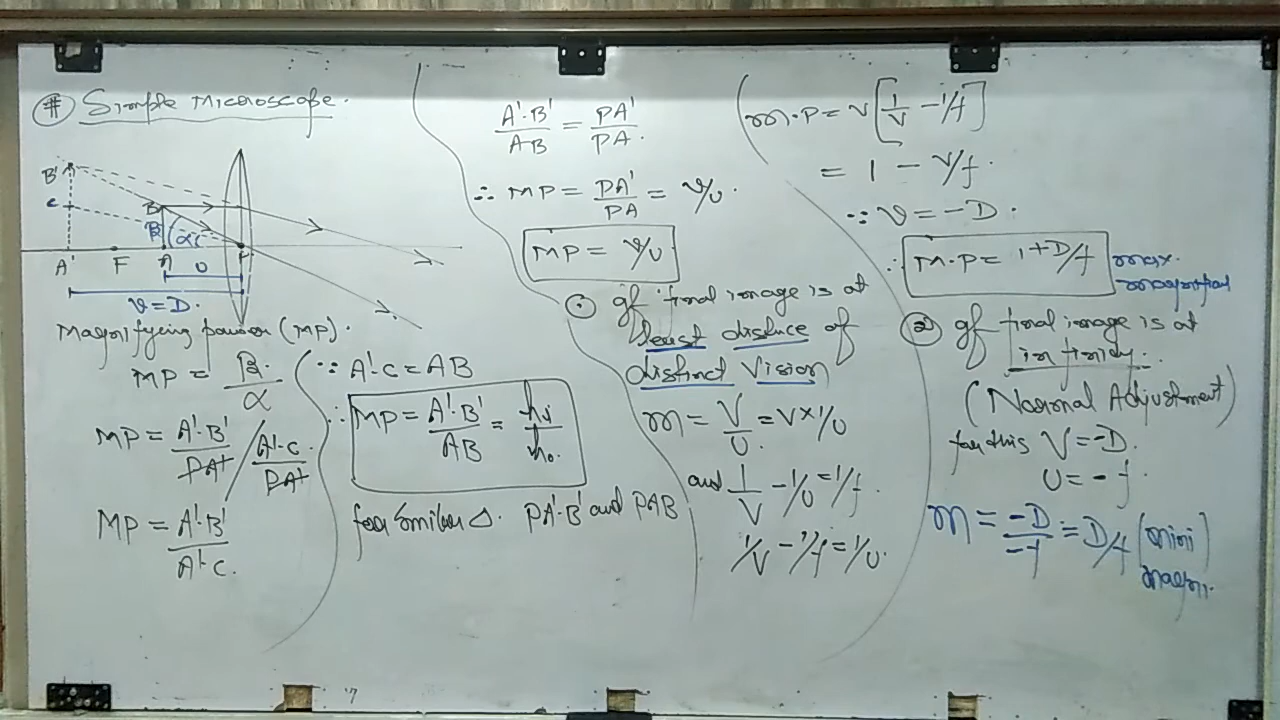 # Simple Microscope.
B'
C
B
β
α
A'
F
A
P
U
V=D.
Magnifying power (MP).
MP = β/α
MP = A'·B'/PA' / A'·C/PA'
MP = A'·B'/A'C.
∵ A'C = AB
∴ MP = A'·B'/AB = hi/ho.
for Similar Δ. PA'·B' and PAB
A'·B'/AB = PA'/PA.
∴ MP = PA'/PA = V/U.
MP = V/U
① If final image is at
least distance of
distinct Vision
m = V/U = V×1/U
and 1/V - 1/U = 1/f.
1/V - 1/f = 1/U.
m·P = V[1/V - 1/f]
= 1 - V/f.
∵ V = -D.
∴ M·P = 1+D/f max.
② If final image is at
infinity.
(Normal Adjustment)
for this V = -D.
U = -f.
m = -D/-f = D/f (mini
magni.